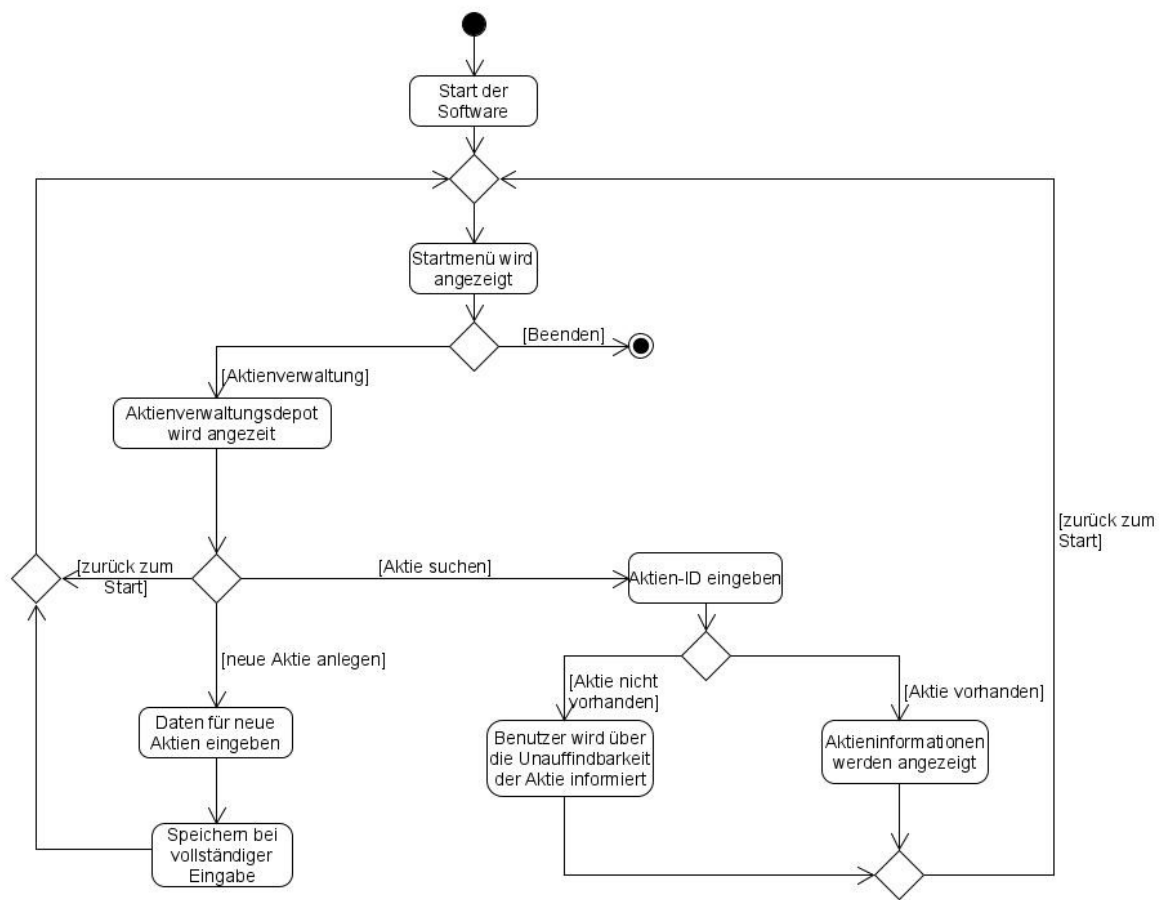 Start der
Software
Startmenü wird
angezeigt
[Beenden]
[Aktienverwaltung]
Aktienverwaltungsdepot
wird angezeit
[zurück zum
Start]
[zurück zum
Start]
[Aktie suchen]
Aktien-ID eingeben
[neue Aktie anlegen]
[Aktie nicht
vorhanden]
[Aktie vorhanden]
Daten für neue
Aktien eingeben
Benutzer wird über
die Unauffindbarkeit
der Aktie informiert
Aktieninformationen
werden angezeigt
Speichern bei
vollständiger
Eingabe